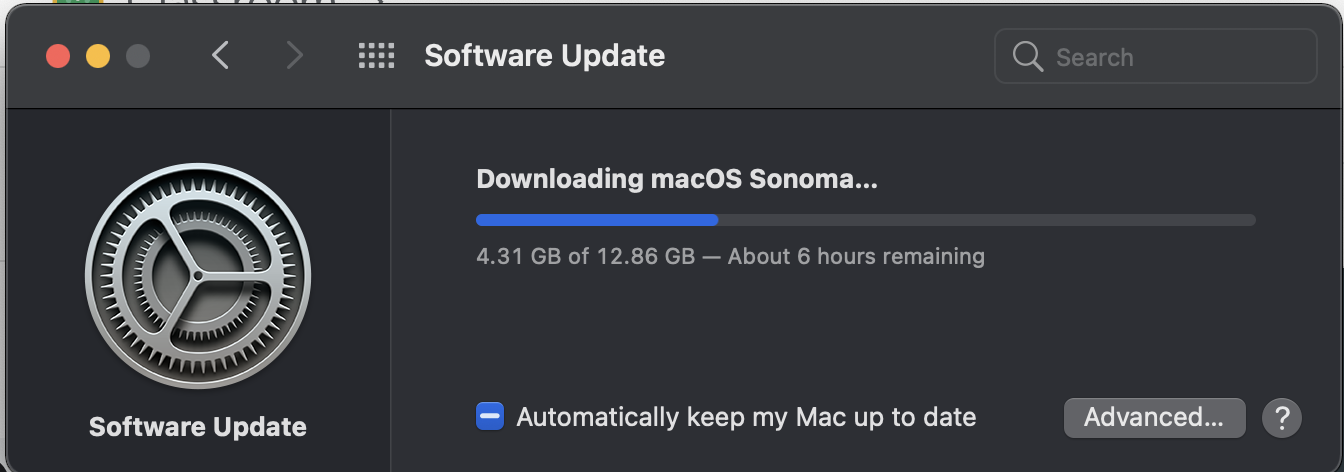 Software Update
Search
Downloading macOS Sonoma...
4.31 GB of 12.86 GB — About 6 hours remaining
Software Update
Automatically keep my Mac up to date
Advanced...
?